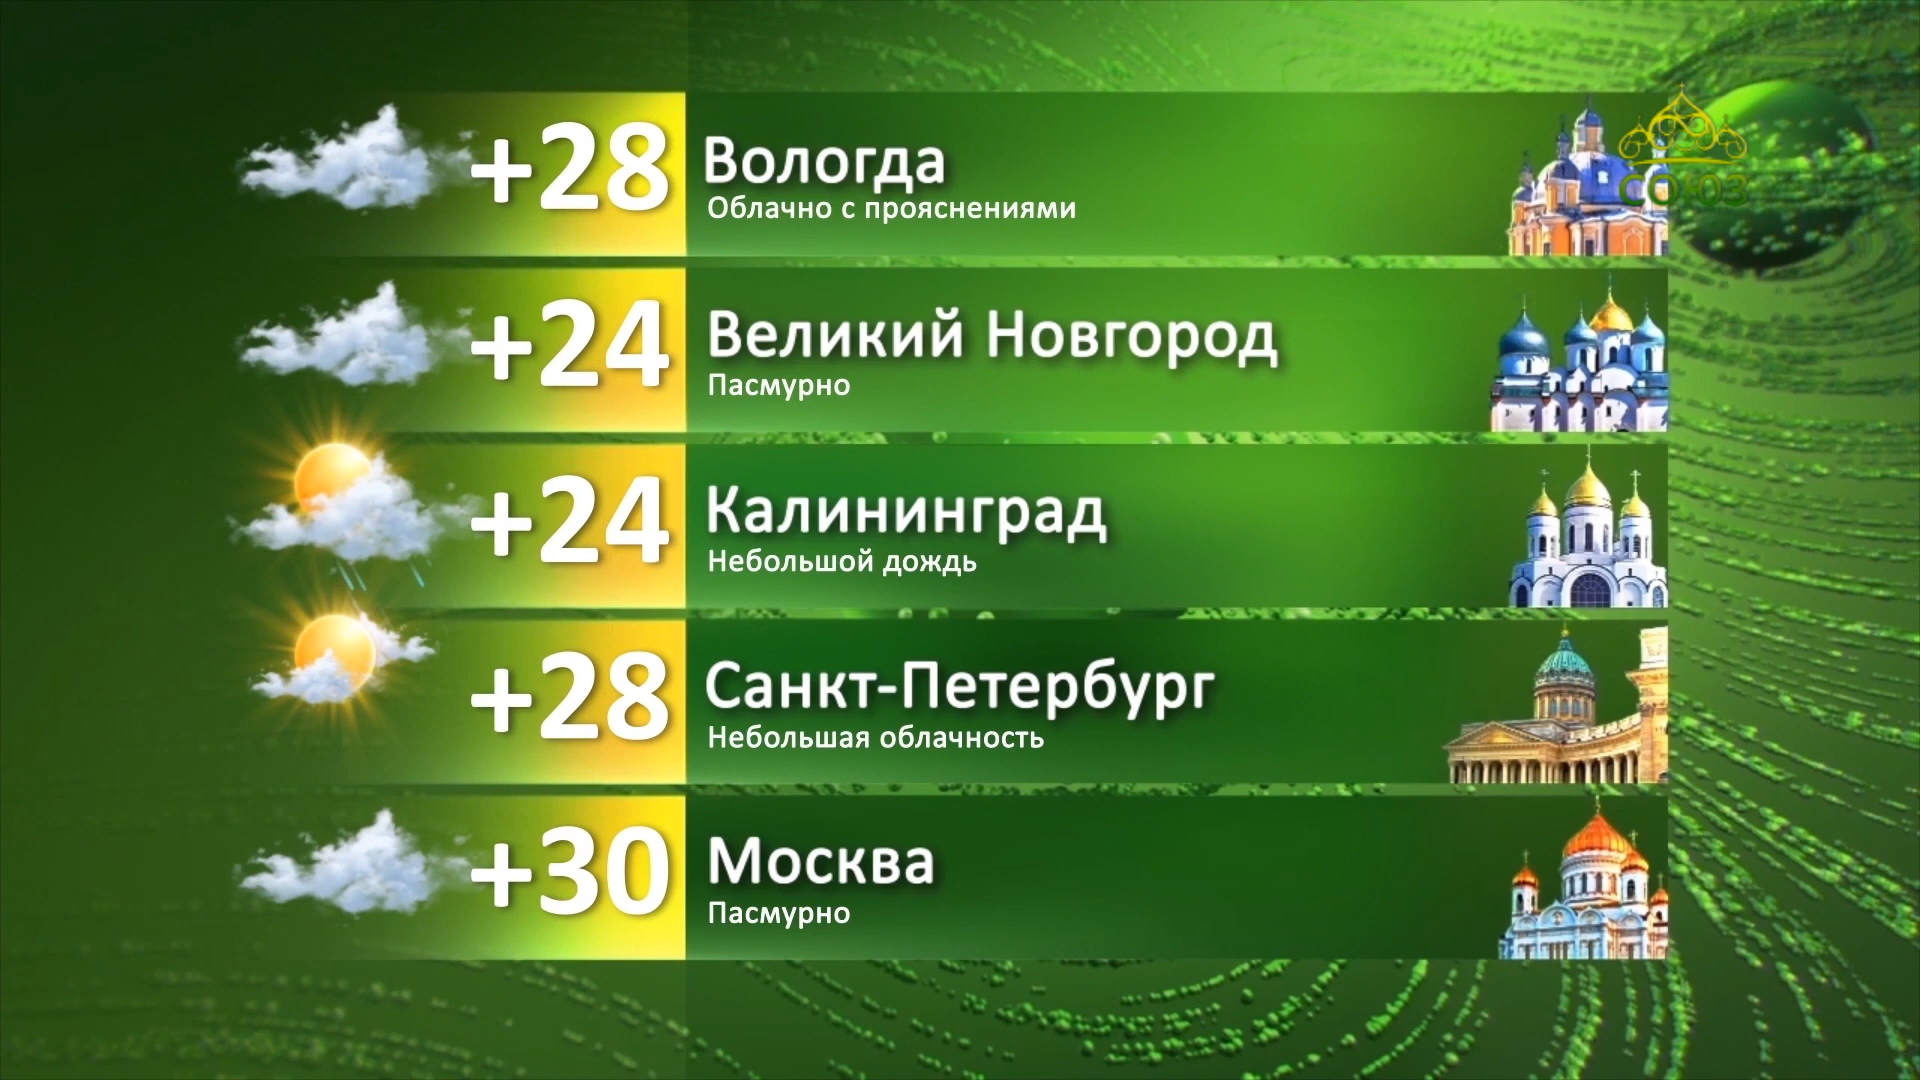 +28
Вологда
Облачно с прояснениями
СОЮЗ
+24
Великий Новгород
Пасмурно
+24
Калининград
Небольшой дождь
+28
Санкт-Петербург
Небольшая облачность
+30
Москва
Пасмурно